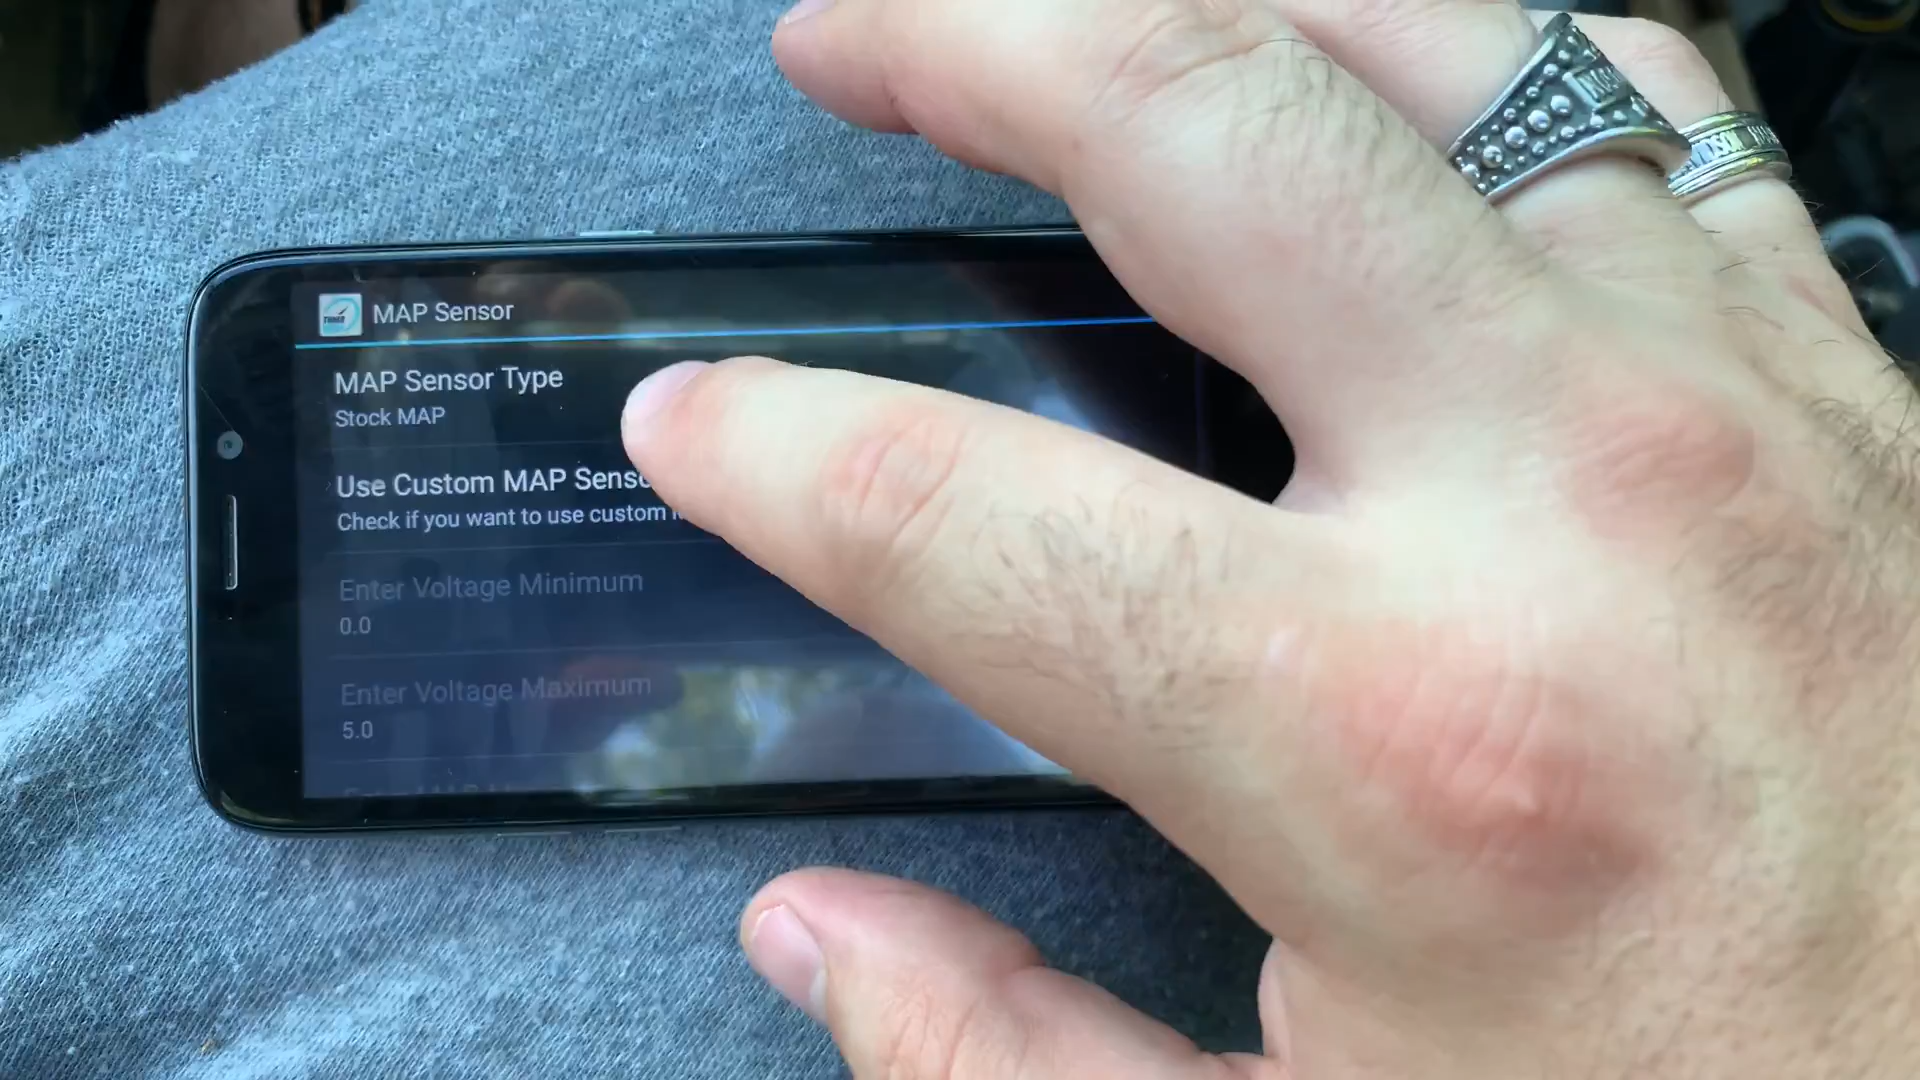 MAP Sensor
MAP Sensor Type
Stock MAP
Use Custom MAP
Check if you want to use custom
Enter Voltage Minimum
0.0
Enter Voltage Maximum
5.0